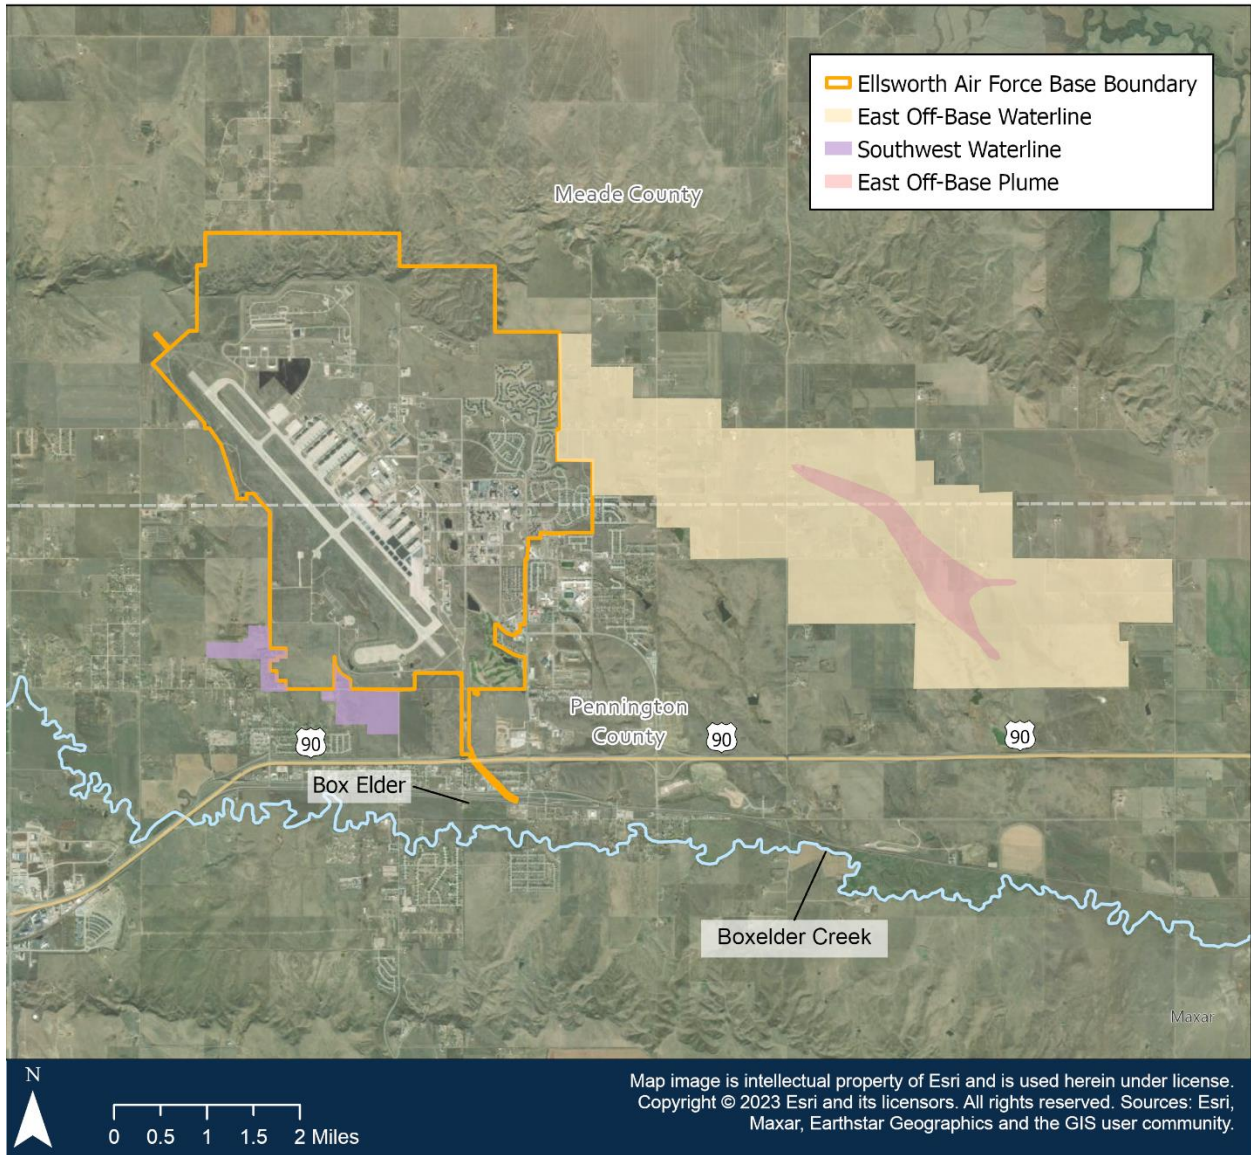 Ellsworth Air Force Base Boundary
East Off-Base Waterline
Southwest Waterline
East Off-Base Plume
Meade County
Pennington
County
90
90
90
Box Elder
Boxelder Creek
Maxar
N
0 0.5 1 1.5 2 Miles
Map image is intellectual property of Esri and is used herein under license.
Copyright © 2023 Esri and its licensors. All rights reserved. Sources: Esri,
Maxar, Earthstar Geographics and the GIS user community.